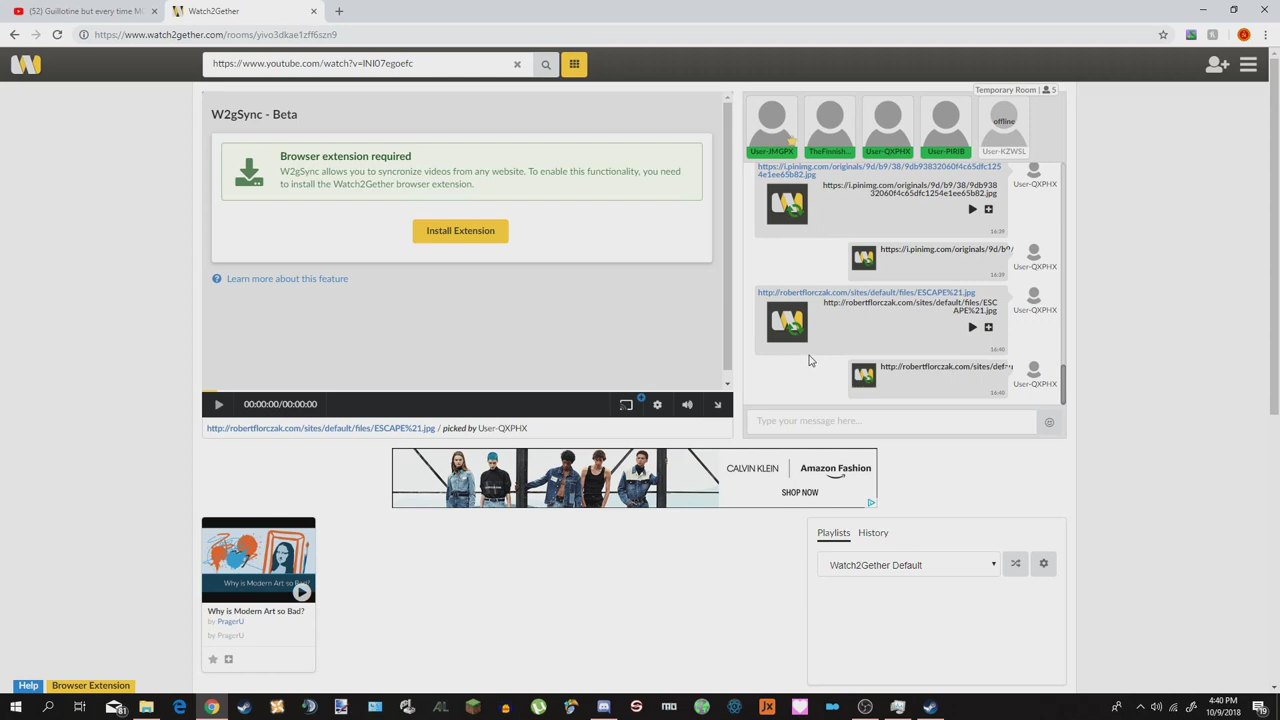 (52) Guillotine but every time M
Watch2Gether
https://www.watch2gether.com/rooms/yivo3dkae1zff6szn9
https://www.youtube.com/watch?v=lNI07egoefc
Temporary Room | 5
W2gSync - Beta
Browser extension required
W2gSync allows you to syncronize videos from any website. To enable this functionality, you need
to install the Watch2Gether browser extension.
Install Extension
Learn more about this feature
offline
User-JMGPX
TheFinnish...
User-QXPHX
User-PIRIB
User-KZWSL
https://i.pinimg.com/originals/9d/b9/38/9db93832060f4c65dfc125
4e1ee65b82.jpg
https://i.pinimg.com/originals/9d/b9/38/9db938
32060f4c65dfc1254e1ee65b82.jpg
User-QXPHX
16:39
https://i.pinimg.com/originals/9d/b9/
User-QXPHX
16:39
http://robertflorczak.com/sites/default/files/ESCAPE%21.jpg
http://robertflorczak.com/sites/default/files/ESC
APE%21.jpg
User-QXPHX
16:40
http://robertflorczak.com/sites/defau
User-QXPHX
16:40
00:00:00/00:00:00
Type your message here...
http://robertflorczak.com/sites/default/files/ESCAPE%21.jpg / picked by User-QXPHX
CALVIN KLEIN
Amazon Fashion
SHOP NOW
Why is Modern Art so Bad?
Why is Modern Art so Bad?
by PragerU
by PragerU
Playlists
History
Watch2Gether Default
Help
Browser Extension
81
4:40 PM
10/9/2018
19